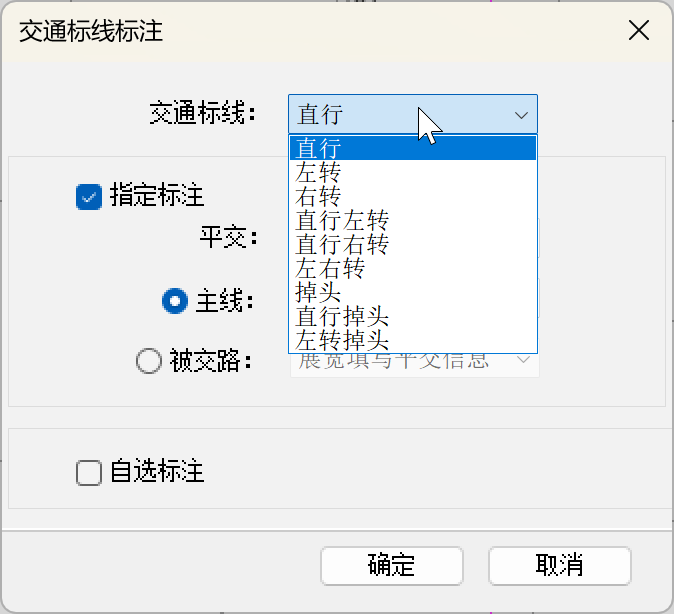 交通标线标注
交通标线： 直行
直行
左转
右转
直行左转
直行右转
左右转
掉头
直行掉头
左转掉头
指定标注
平交：
主线：
被交路： 展宽填写平交信息
自选标注
确定 取消